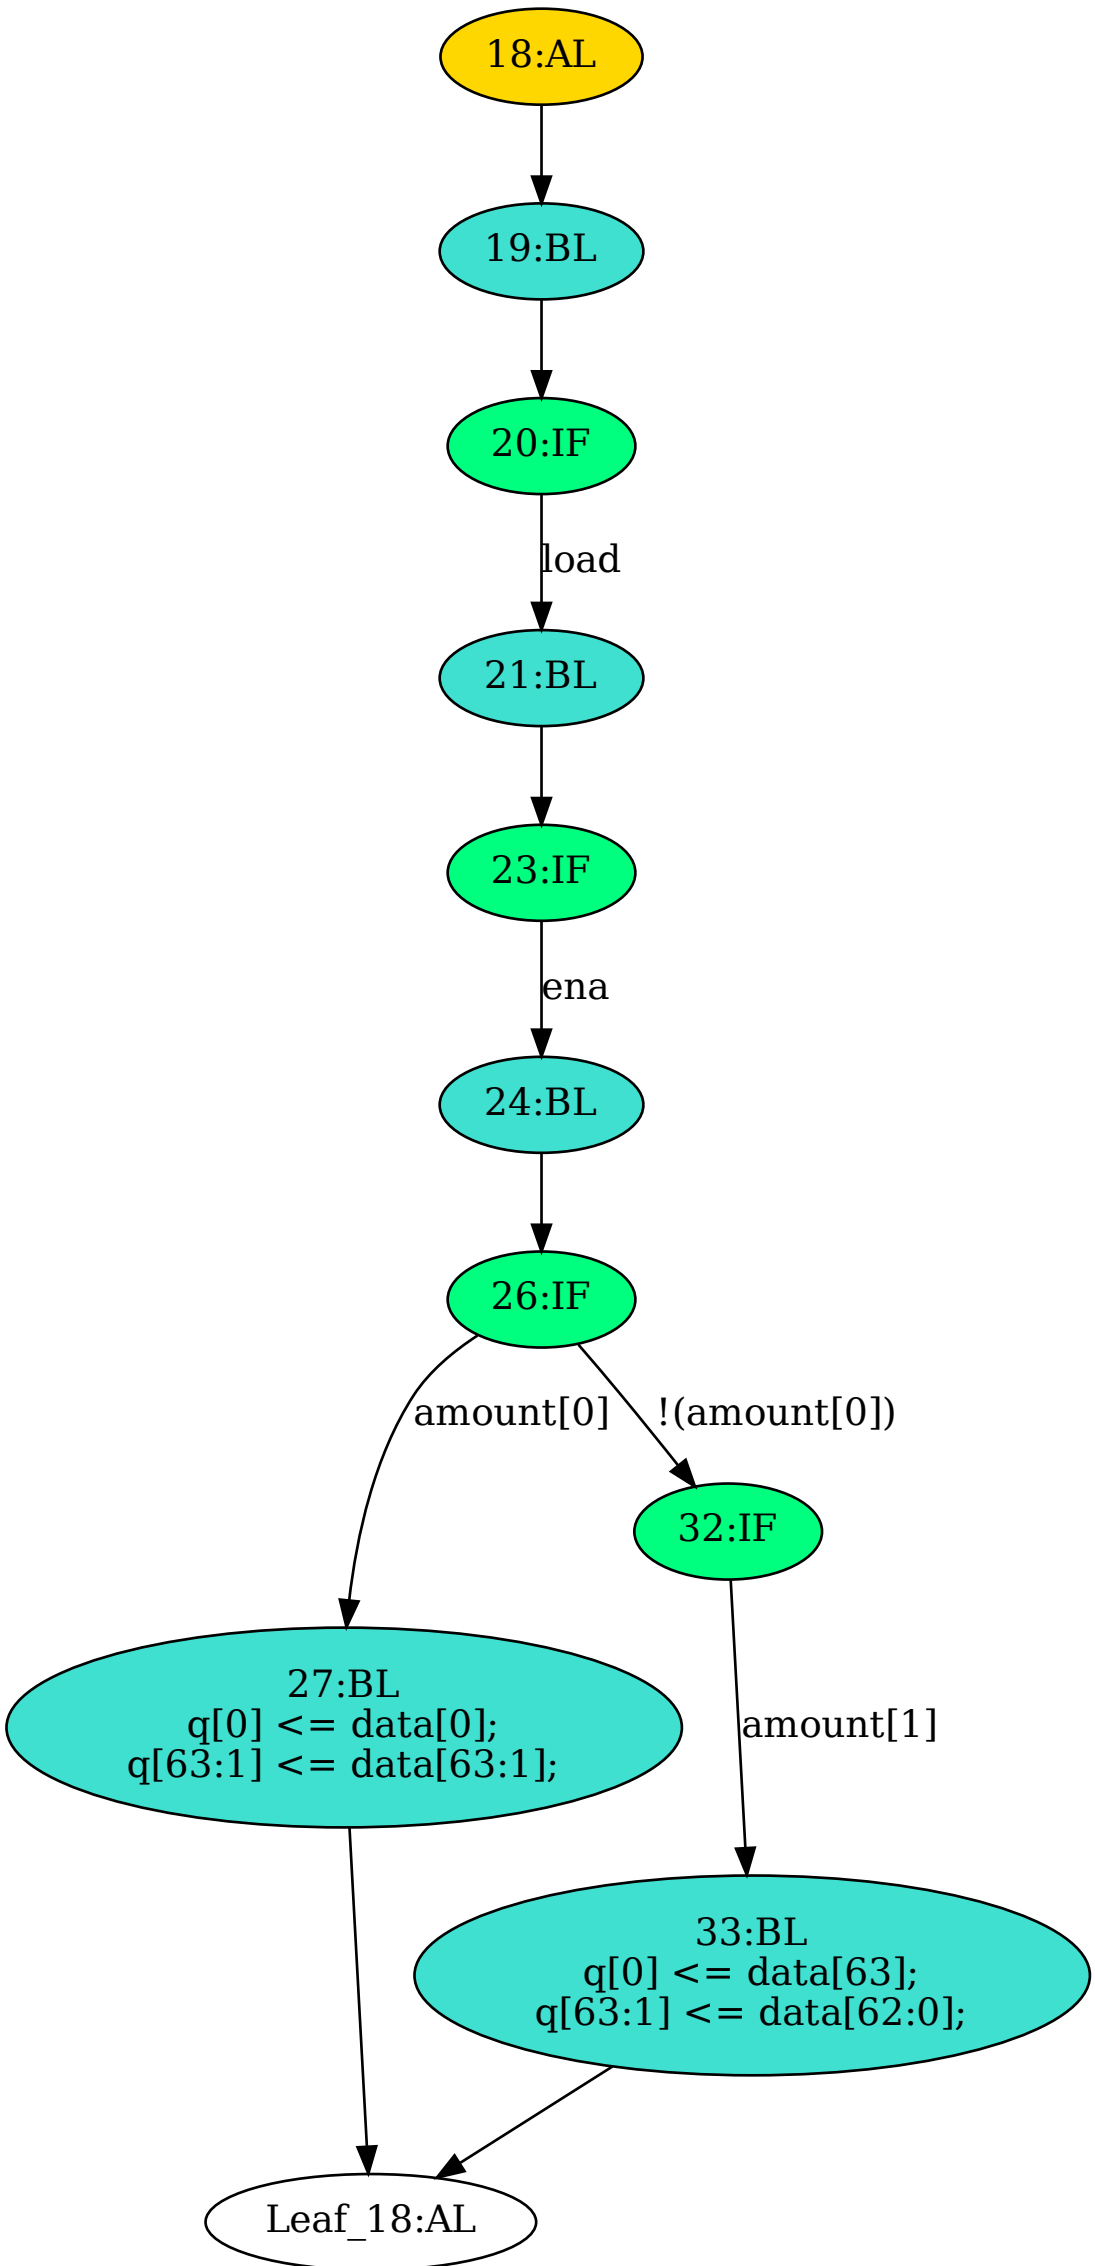 18:AL
19:BL
20:IF
load
21:BL
23:IF
ena
24:BL
26:IF
amount[0]
!(amount[0])
32:IF
27:BL
q[0] <= data[0];
q[63:1] <= data[63:1];
amount[1]
33:BL
q[0] <= data[63];
q[63:1] <= data[62:0];
Leaf_18:AL